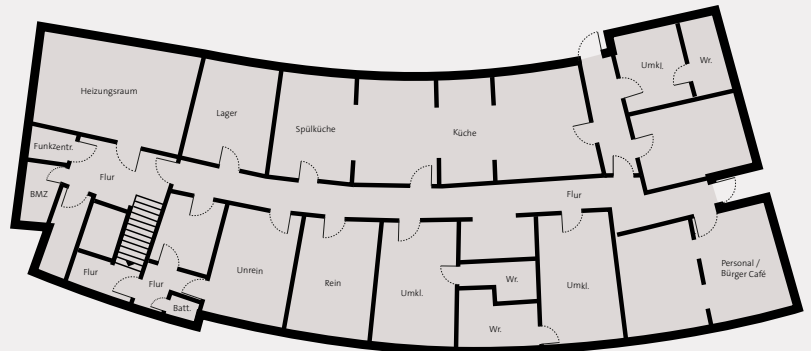 Umkl.
Wr.
Heizungsraum
Lager
Spülküche
Küche
Funkzentr.
Flur
BMZ
Flur
Personal /
Bürger Café
Flur
Flur
Unrein
Rein
Umkl.
Wr.
Umkl.
Batt.
Wr.